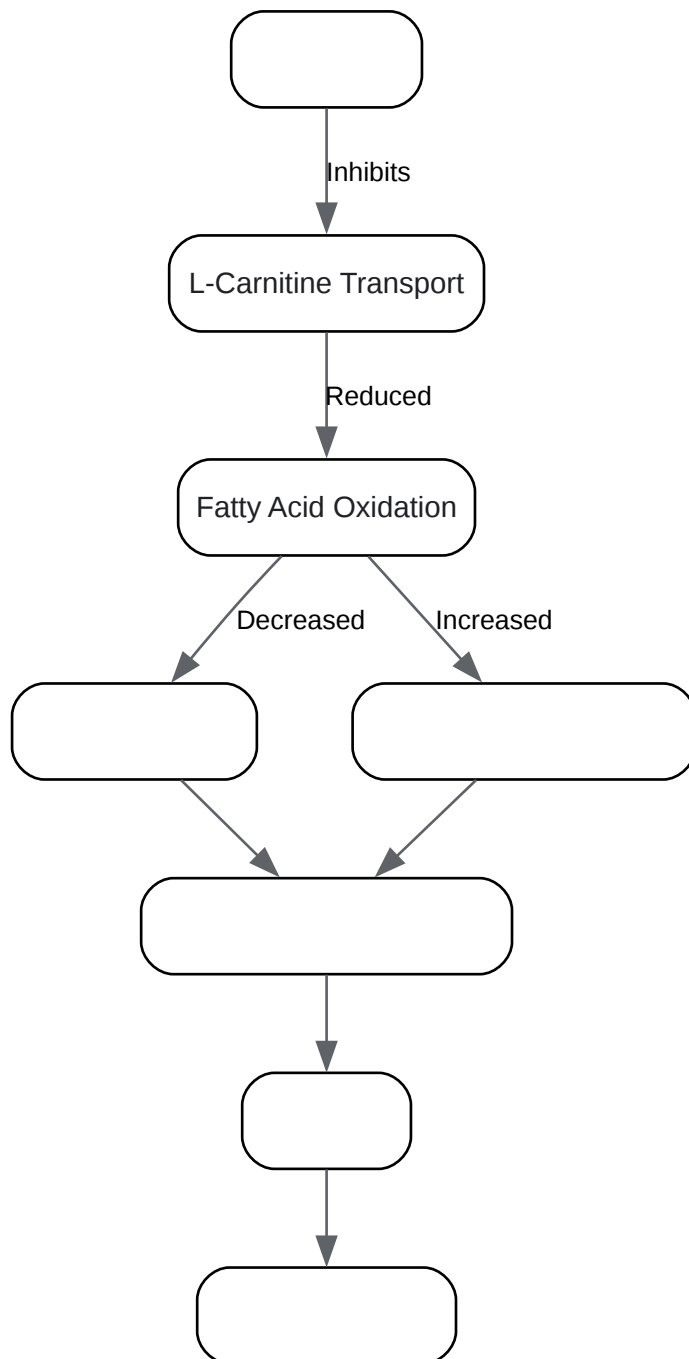 Inhibits
L-Carnitine Transport
Reduced
Fatty Acid Oxidation
Decreased
Increased